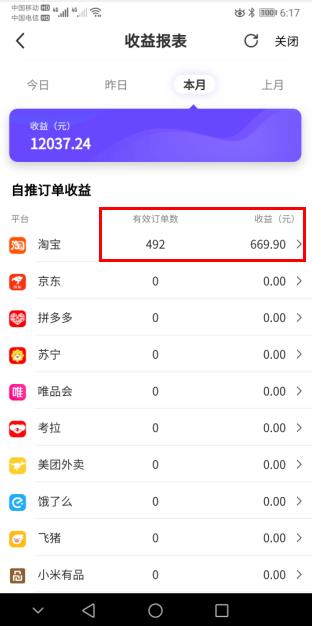 中国移动 HD 46 46
中国电信 HD 100 6:17
收益报表 关闭
今日 昨日 本月 上月
收益（元）
12037.24
自推订单收益
平台 有效订单数 收益（元）
淘 淘宝 492 669.90
京东 0 0.00
拼多多 0 0.00
苏宁 0 0.00
唯 唯品会 0 0.00
考拉 0 0.00
美团外卖 0 0.00
饿了么 0 0.00
飞猪 0 0.00
小米有品 0 0.00